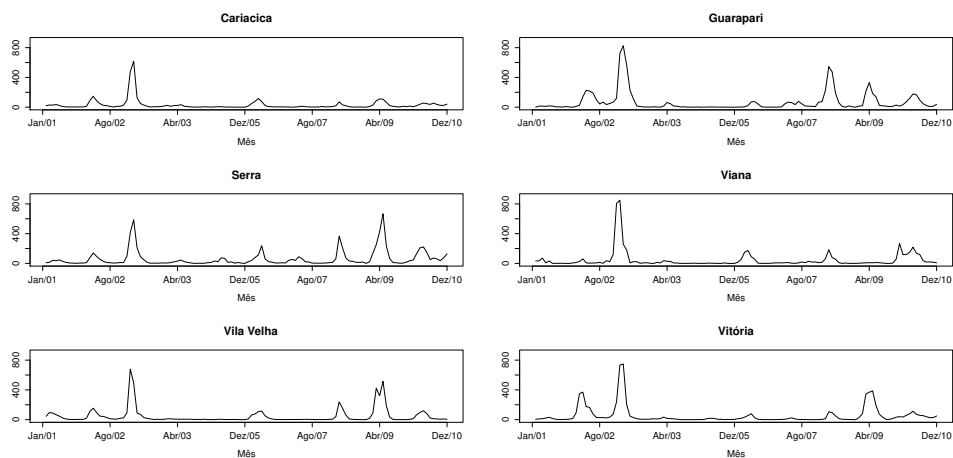 Cariacica
0 400 800
Jan/01 Ago/02 Abr/03 Dez/05 Ago/07 Abr/09 Dez/10
Mês
Guarapari
0 400 800
Jan/01 Ago/02 Abr/03 Dez/05 Ago/07 Abr/09 Dez/10
Mês
Serra
0 400 800
Jan/01 Ago/02 Abr/03 Dez/05 Ago/07 Abr/09 Dez/10
Mês
Viana
0 400 800
Jan/01 Ago/02 Abr/03 Dez/05 Ago/07 Abr/09 Dez/10
Mês
Vila Velha
0 400 800
Jan/01 Ago/02 Abr/03 Dez/05 Ago/07 Abr/09 Dez/10
Mês
Vitória
0 400 800
Jan/01 Ago/02 Abr/03 Dez/05 Ago/07 Abr/09 Dez/10
Mês